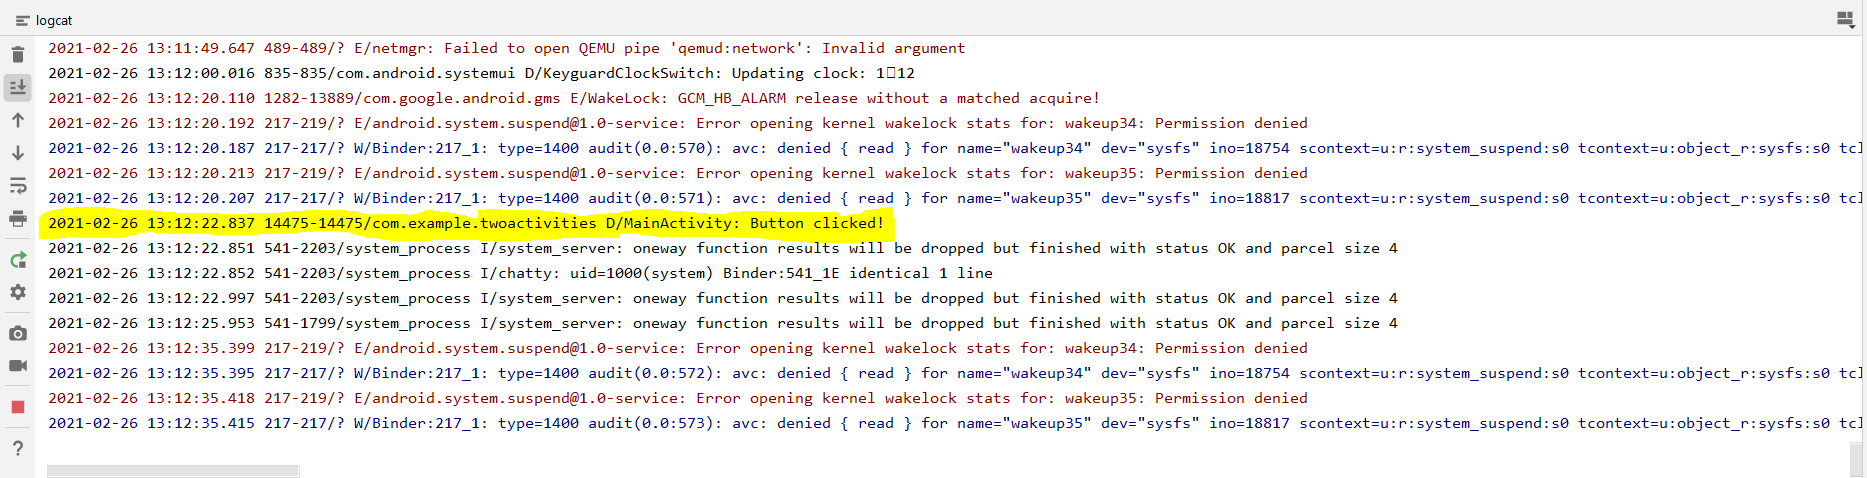 logcat
2021-02-26 13:11:49.647 489-489/? E/netmgr: Failed to open QEMU pipe 'qemud:network': Invalid argument
2021-02-26 13:12:00.016 835-835/com.android.systemui D/KeyguardClockSwitch: Updating clock: 1▯12
2021-02-26 13:12:20.110 1282-13889/com.google.android.gms E/WakeLock: GCM_HB_ALARM release without a matched acquire!
2021-02-26 13:12:20.192 217-219/? E/android.system.suspend@1.0-service: Error opening kernel wakelock stats for: wakeup34: Permission denied
2021-02-26 13:12:20.187 217-217/? W/Binder:217_1: type=1400 audit(0.0:570): avc: denied { read } for name="wakeup34" dev="sysfs" ino=18754 scontext=u:r:system_suspend:s0 tcontext=u:object_r:sysfs:s0 tcl
2021-02-26 13:12:20.213 217-219/? E/android.system.suspend@1.0-service: Error opening kernel wakelock stats for: wakeup35: Permission denied
2021-02-26 13:12:20.207 217-217/? W/Binder:217_1: type=1400 audit(0.0:571): avc: denied { read } for name="wakeup35" dev="sysfs" ino=18817 scontext=u:r:system_suspend:s0 tcontext=u:object_r:sysfs:s0 tcl
2021-02-26 13:12:22.837 14475-14475/com.example.twoactivities D/MainActivity: Button clicked!
2021-02-26 13:12:22.851 541-2203/system_process I/system_server: oneway function results will be dropped but finished with status OK and parcel size 4
2021-02-26 13:12:22.852 541-2203/system_process I/chatty: uid=1000(system) Binder:541_1E identical 1 line
2021-02-26 13:12:22.997 541-2203/system_process I/system_server: oneway function results will be dropped but finished with status OK and parcel size 4
2021-02-26 13:12:25.953 541-1799/system_process I/system_server: oneway function results will be dropped but finished with status OK and parcel size 4
2021-02-26 13:12:35.399 217-219/? E/android.system.suspend@1.0-service: Error opening kernel wakelock stats for: wakeup34: Permission denied
2021-02-26 13:12:35.395 217-217/? W/Binder:217_1: type=1400 audit(0.0:572): avc: denied { read } for name="wakeup34" dev="sysfs" ino=18754 scontext=u:r:system_suspend:s0 tcontext=u:object_r:sysfs:s0 tcl
2021-02-26 13:12:35.418 217-219/? E/android.system.suspend@1.0-service: Error opening kernel wakelock stats for: wakeup35: Permission denied
2021-02-26 13:12:35.415 217-217/? W/Binder:217_1: type=1400 audit(0.0:573): avc: denied { read } for name="wakeup35" dev="sysfs" ino=18817 scontext=u:r:system_suspend:s0 tcontext=u:object_r:sysfs:s0 tcl